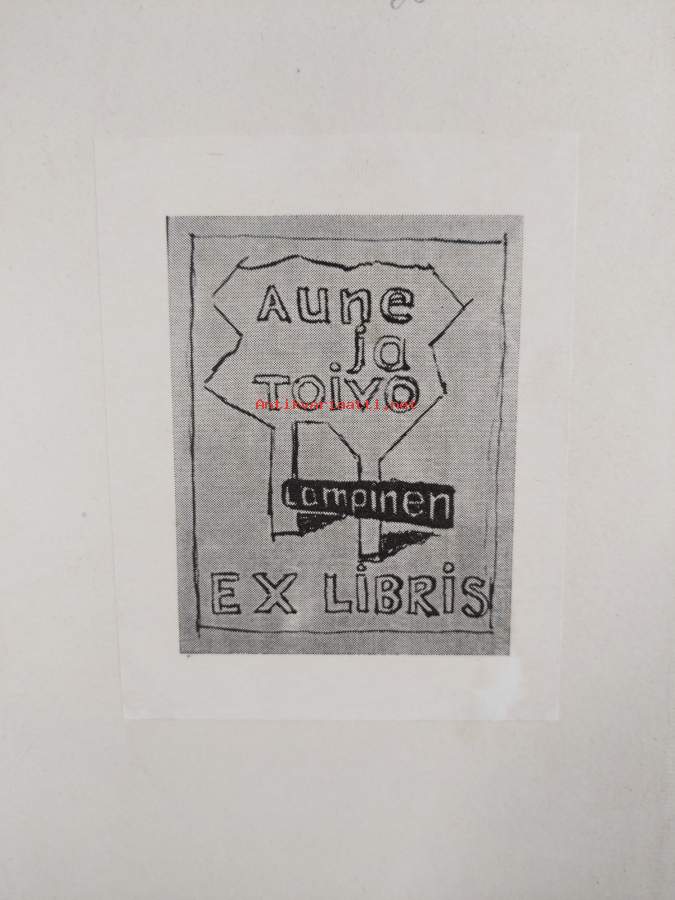 Aune
ja
TOIVO
Antikvariaatti.net
Lampinen
EX LIBRIS